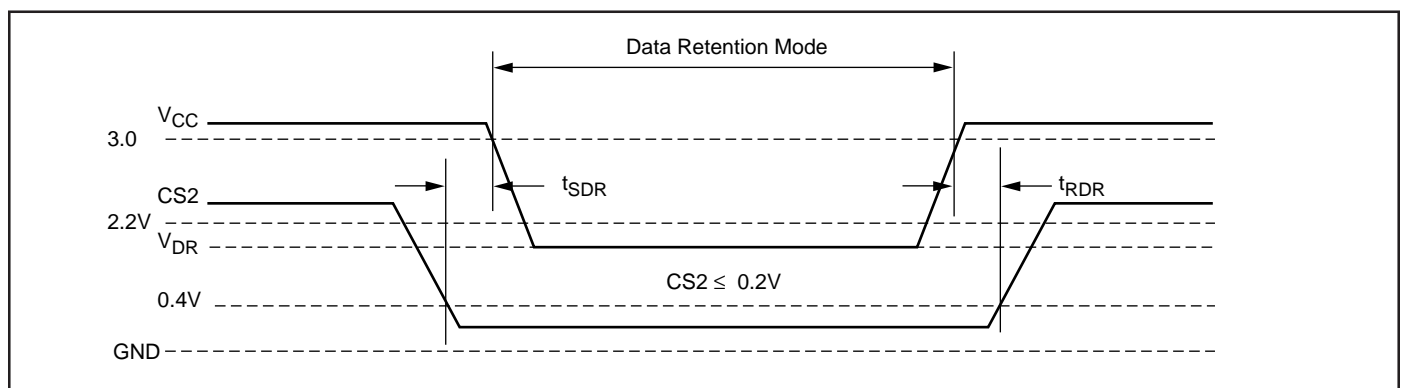 Data Retention Mode
VCC
3.0
tSDR
tRDR
CS2
2.2V
VDR
CS2 ≤ 0.2V
0.4V
GND